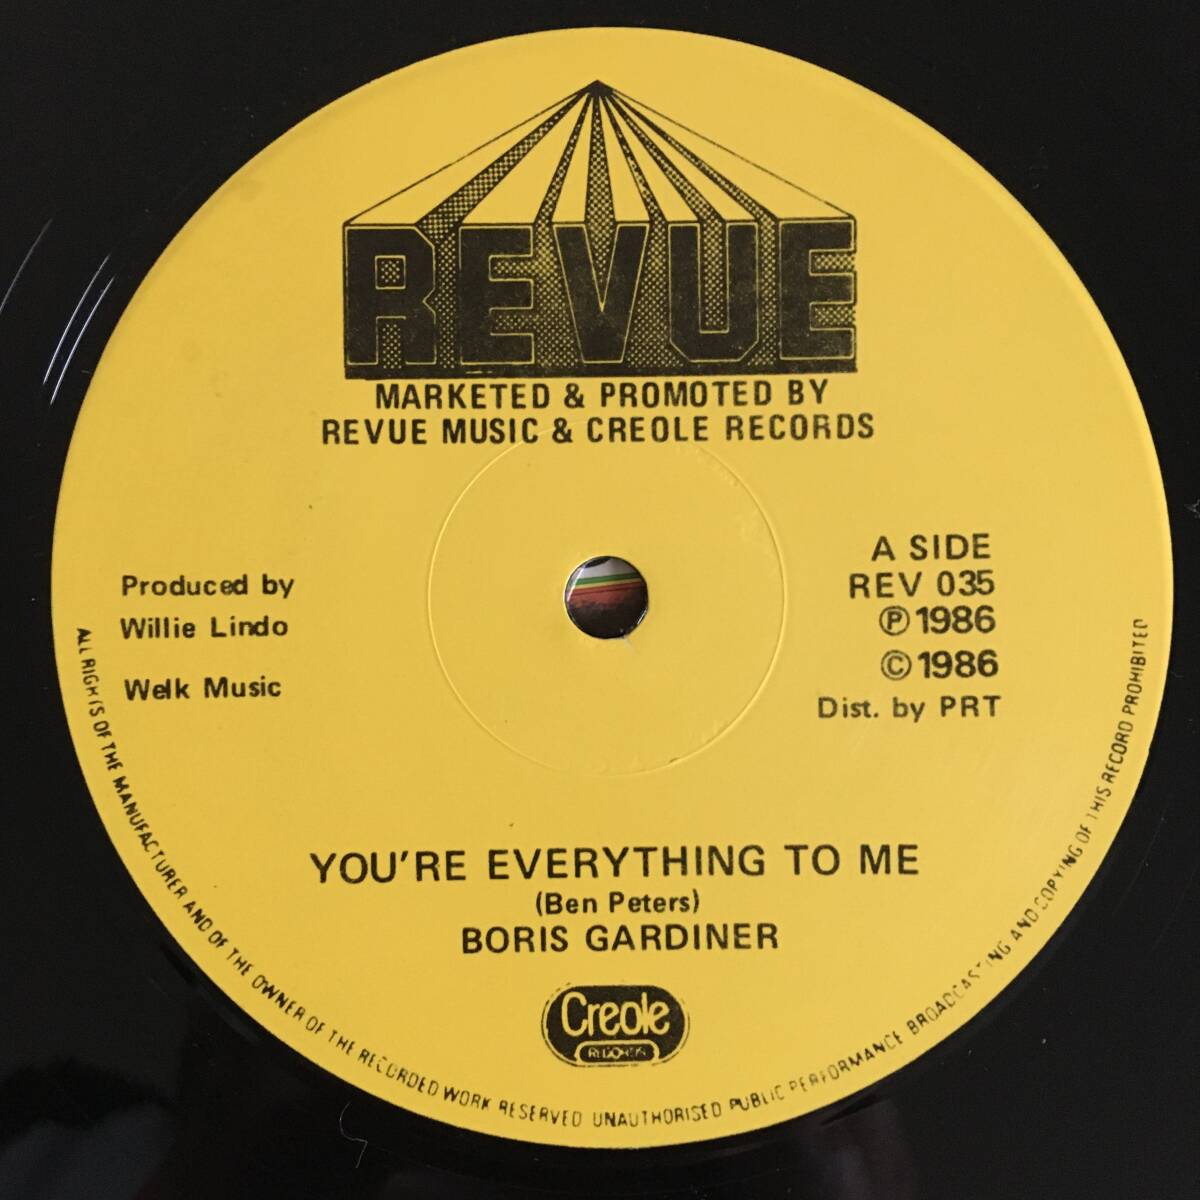 REVUE
MARKETED & PROMOTED BY
REVUE MUSIC & CREOLE RECORDS
A SIDE
REV 035
Ⓟ 1986
© 1986
Dist. by PRT
Produced by
Willie Lindo
Welk Music
YOU'RE EVERYTHING TO ME
(Ben Peters)
BORIS GARDINER
Creole
RECORDS
ALL RIGHTS OF THE MANUFACTURER AND OF THE OWNER OF THE RECORDED WORK RESERVED UNAUTHORISED PUBLIC PERFORMANCE BROADCASTING AND COPYING OF THIS RECORD PROHIBITED